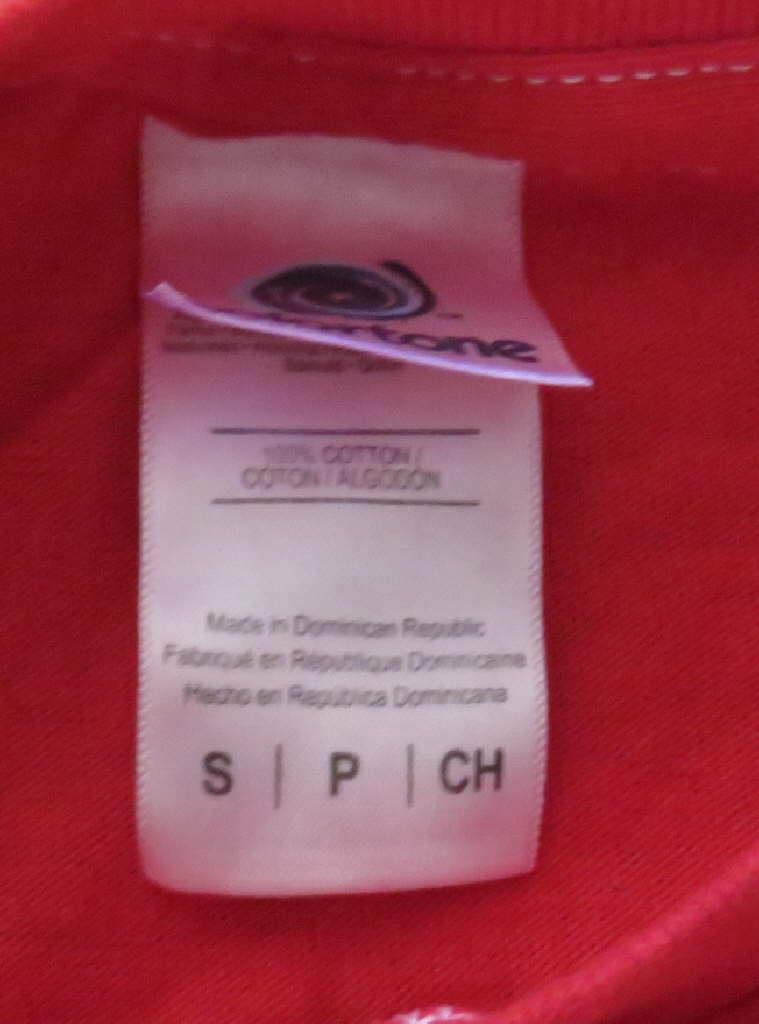 100% COTTON /
COTON / ALGODÓN
Made in Dominican Republic
Fabriqué en République Dominicaine
Hecho en República Dominicana
S | P | CH